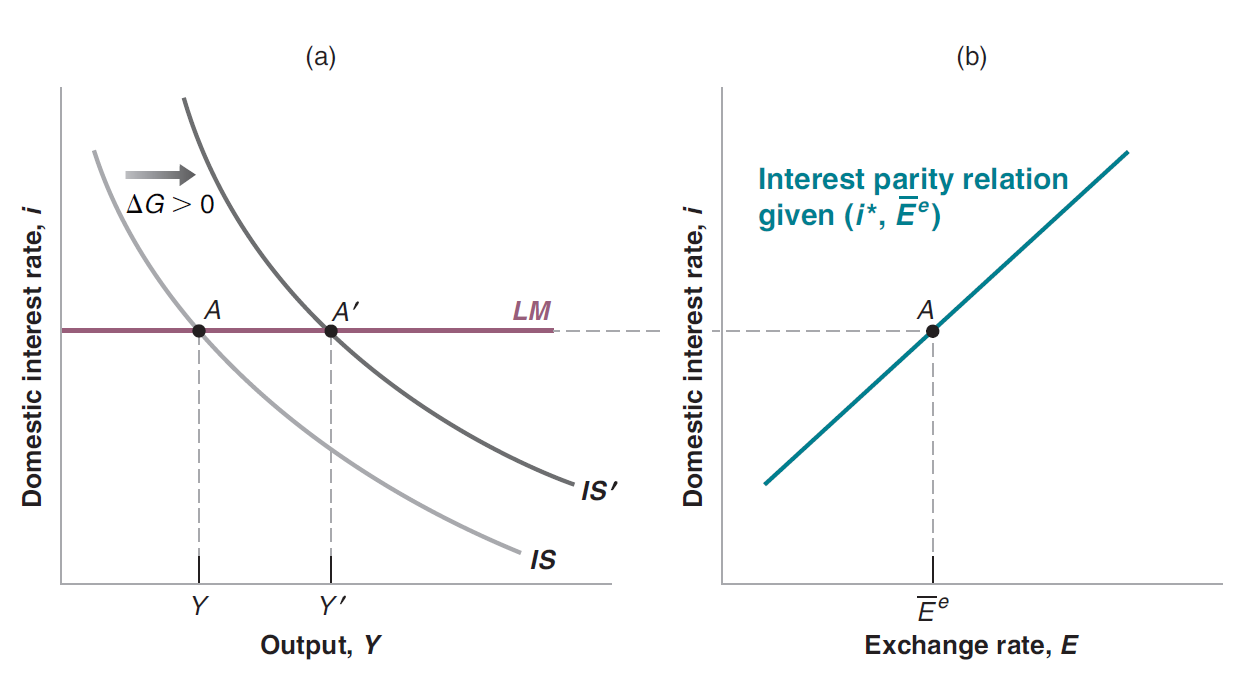 (a)
Domestic interest rate, i
ΔG > 0
A
A′
LM
IS′
IS
Y
Y′
Output, Y
(b)
Domestic interest rate, i
Interest parity relation
given (i*, E̅ᵉ)
A
E̅ᵉ
Exchange rate, E